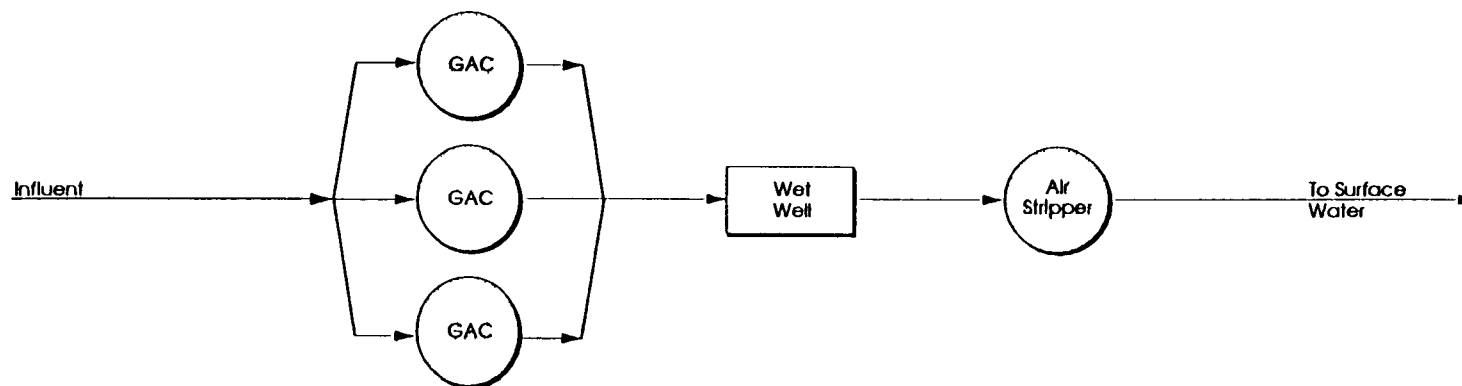 GAC
Influent
GAC
Wet
Well
Air
Stripper
To Surface
Water
GAC